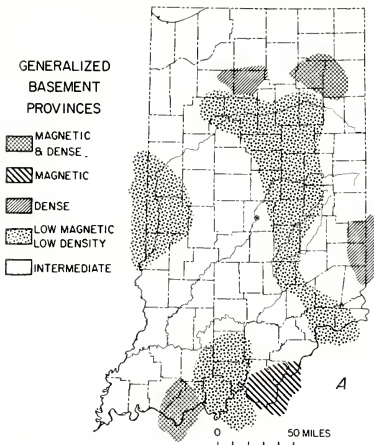 GENERALIZED
BASEMENT
PROVINCES
MAGNETIC
& DENSE
MAGNETIC
DENSE
LOW MAGNETIC
LOW DENSITY
INTERMEDIATE
A
0 50 MILES